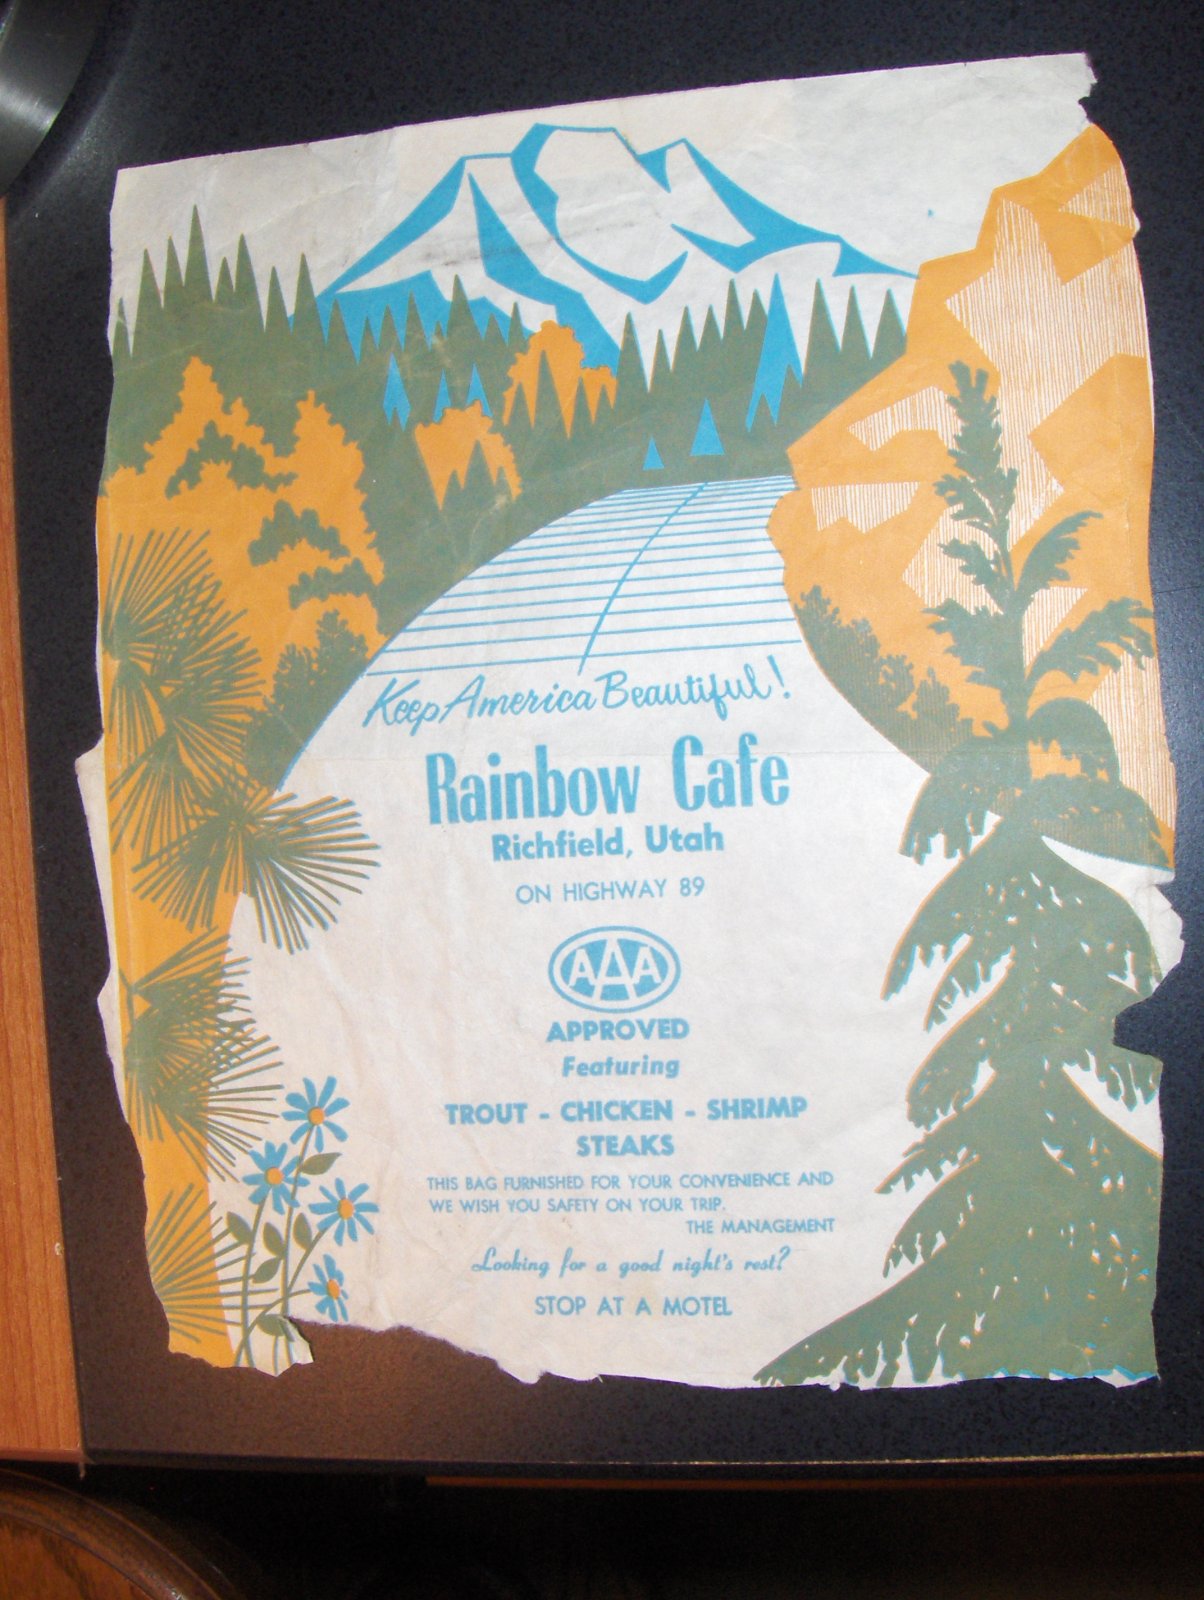 Keep America Beautiful!
Rainbow Cafe
Richfield, Utah
ON HIGHWAY 89
AAA
APPROVED
Featuring
TROUT - CHICKEN - SHRIMP
STEAKS
THIS BAG FURNISHED FOR YOUR CONVENIENCE AND
WE WISH YOU SAFETY ON YOUR TRIP.
THE MANAGEMENT
Looking for a good night's rest?
STOP AT A MOTEL